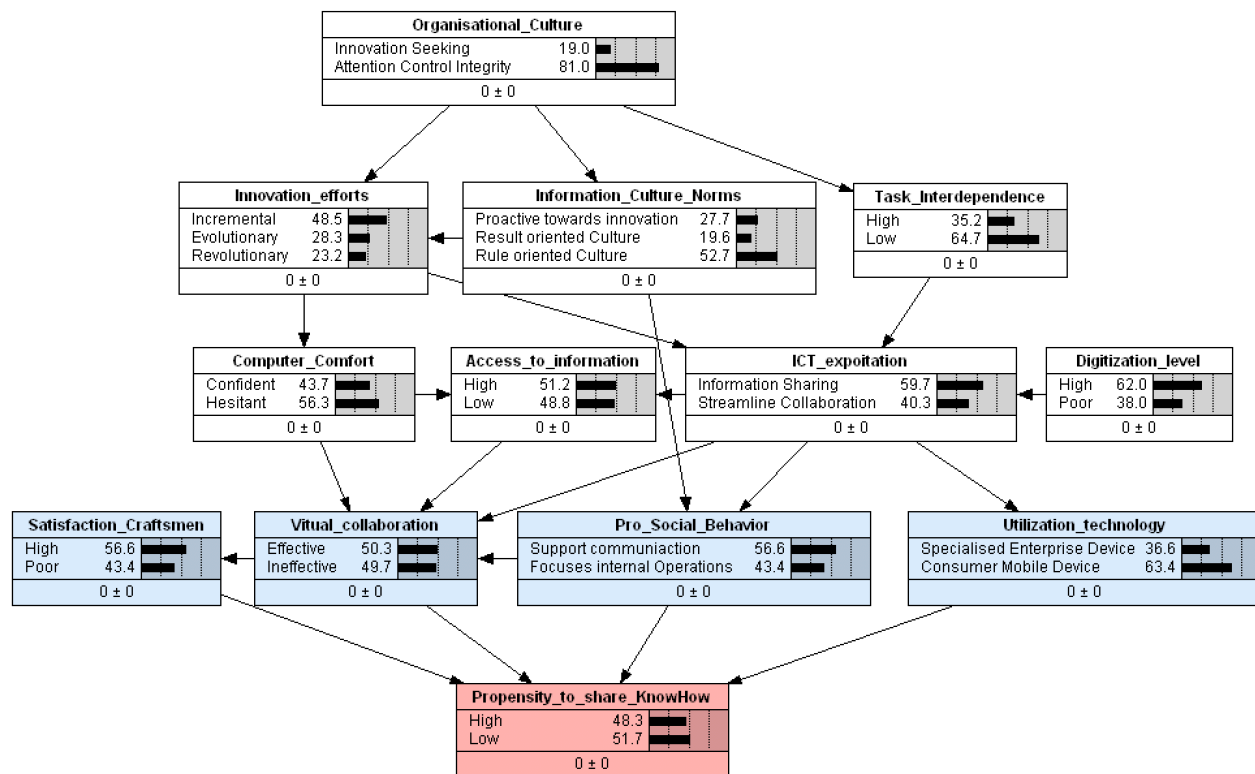 Organisational_Culture
Innovation Seeking 19.0
Attention Control Integrity 81.0
0 ± 0
Innovation_efforts
Incremental 48.5
Evolutionary 28.3
Revolutionary 23.2
0 ± 0
Information_Culture_Norms
Proactive towards innovation 27.7
Result oriented Culture 19.6
Rule oriented Culture 52.7
0 ± 0
Task_Interdependence
High 35.2
Low 64.7
0 ± 0
Computer_Comfort
Confident 43.7
Hesitant 56.3
0 ± 0
Access_to_information
High 51.2
Low 48.8
0 ± 0
ICT_expoitation
Information Sharing 59.7
Streamline Collaboration 40.3
0 ± 0
Digitization_level
High 62.0
Poor 38.0
0 ± 0
Satisfaction_Craftsmen
High 56.6
Poor 43.4
0 ± 0
Vitual_collaboration
Effective 50.3
Ineffective 49.7
0 ± 0
Pro_Social_Behavior
Support communiaction 56.6
Focuses internal Operations 43.4
0 ± 0
Utilization_technology
Specialised Enterprise Device 36.6
Consumer Mobile Device 63.4
0 ± 0
Propensity_to_share_KnowHow
High 48.3
Low 51.7
0 ± 0